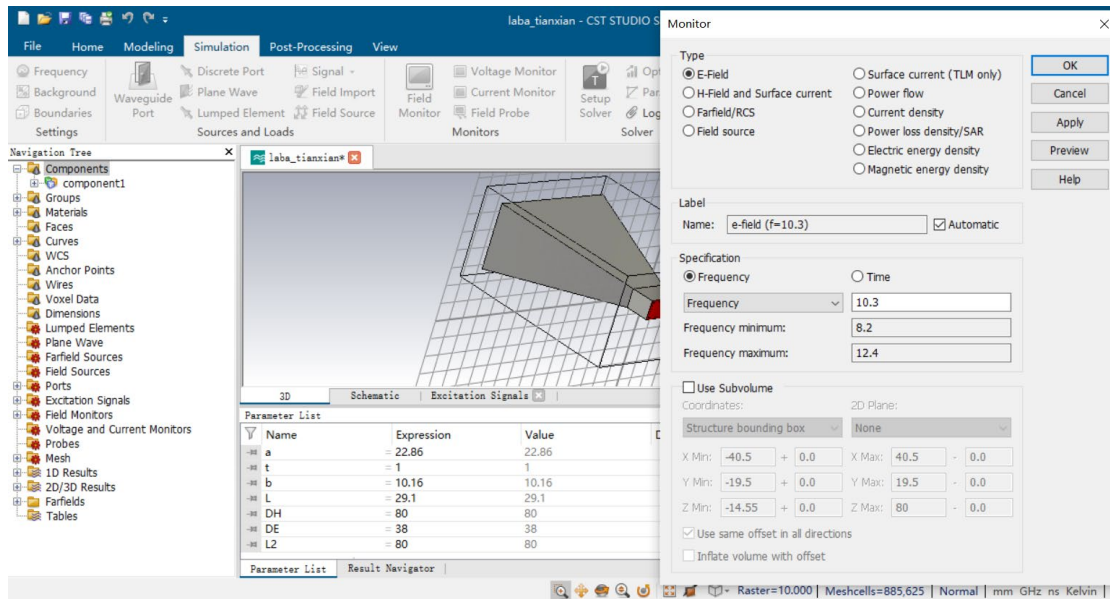 laba_tianxian - CST STUDIO S
File Home Modeling Simulation Post-Processing View
Frequency
Background
Boundaries
Settings
Waveguide
Port
Discrete Port
Plane Wave
Lumped Element
Signal
Field Import
Field Source
Sources and Loads
Field
Monitor
Voltage Monitor
Current Monitor
Field Probe
Monitors
Setup
Solver
Opt
Par
Log
Solver
Navigation Tree
Components
component1
Groups
Materials
Faces
Curves
WCS
Anchor Points
Wires
Voxel Data
Dimensions
Lumped Elements
Plane Wave
Farfield Sources
Field Sources
Ports
Excitation Signals
Field Monitors
Voltage and Current Monitors
Probes
Mesh
1D Results
2D/3D Results
Farfields
Tables
laba_tianxian*
3D Schematic Excitation Signals
Parameter List
Name Expression Value D
a = 22.86 22.86
t = 1 1
b = 10.16 10.16
L = 29.1 29.1
DH = 80 80
DE = 38 38
L2 = 80 80
Parameter List Result Navigator
Monitor
Type
E-Field
H-Field and Surface current
Farfield/RCS
Field source
Surface current (TLM only)
Power flow
Current density
Power loss density/SAR
Electric energy density
Magnetic energy density
OK
Cancel
Apply
Preview
Help
Label
Name: e-field (f=10.3) Automatic
Specification
Frequency Time
Frequency 10.3
Frequency minimum: 8.2
Frequency maximum: 12.4
Use Subvolume
Coordinates: 2D Plane:
Structure bounding box None
X Min: -40.5 + 0.0 X Max: 40.5 - 0.0
Y Min: -19.5 + 0.0 Y Max: 19.5 - 0.0
Z Min: -14.55 + 0.0 Z Max: 80 - 0.0
Use same offset in all directions
Inflate volume with offset
Raster=10.000 Meshcells=885,625 Normal mm GHz ns Kelvin